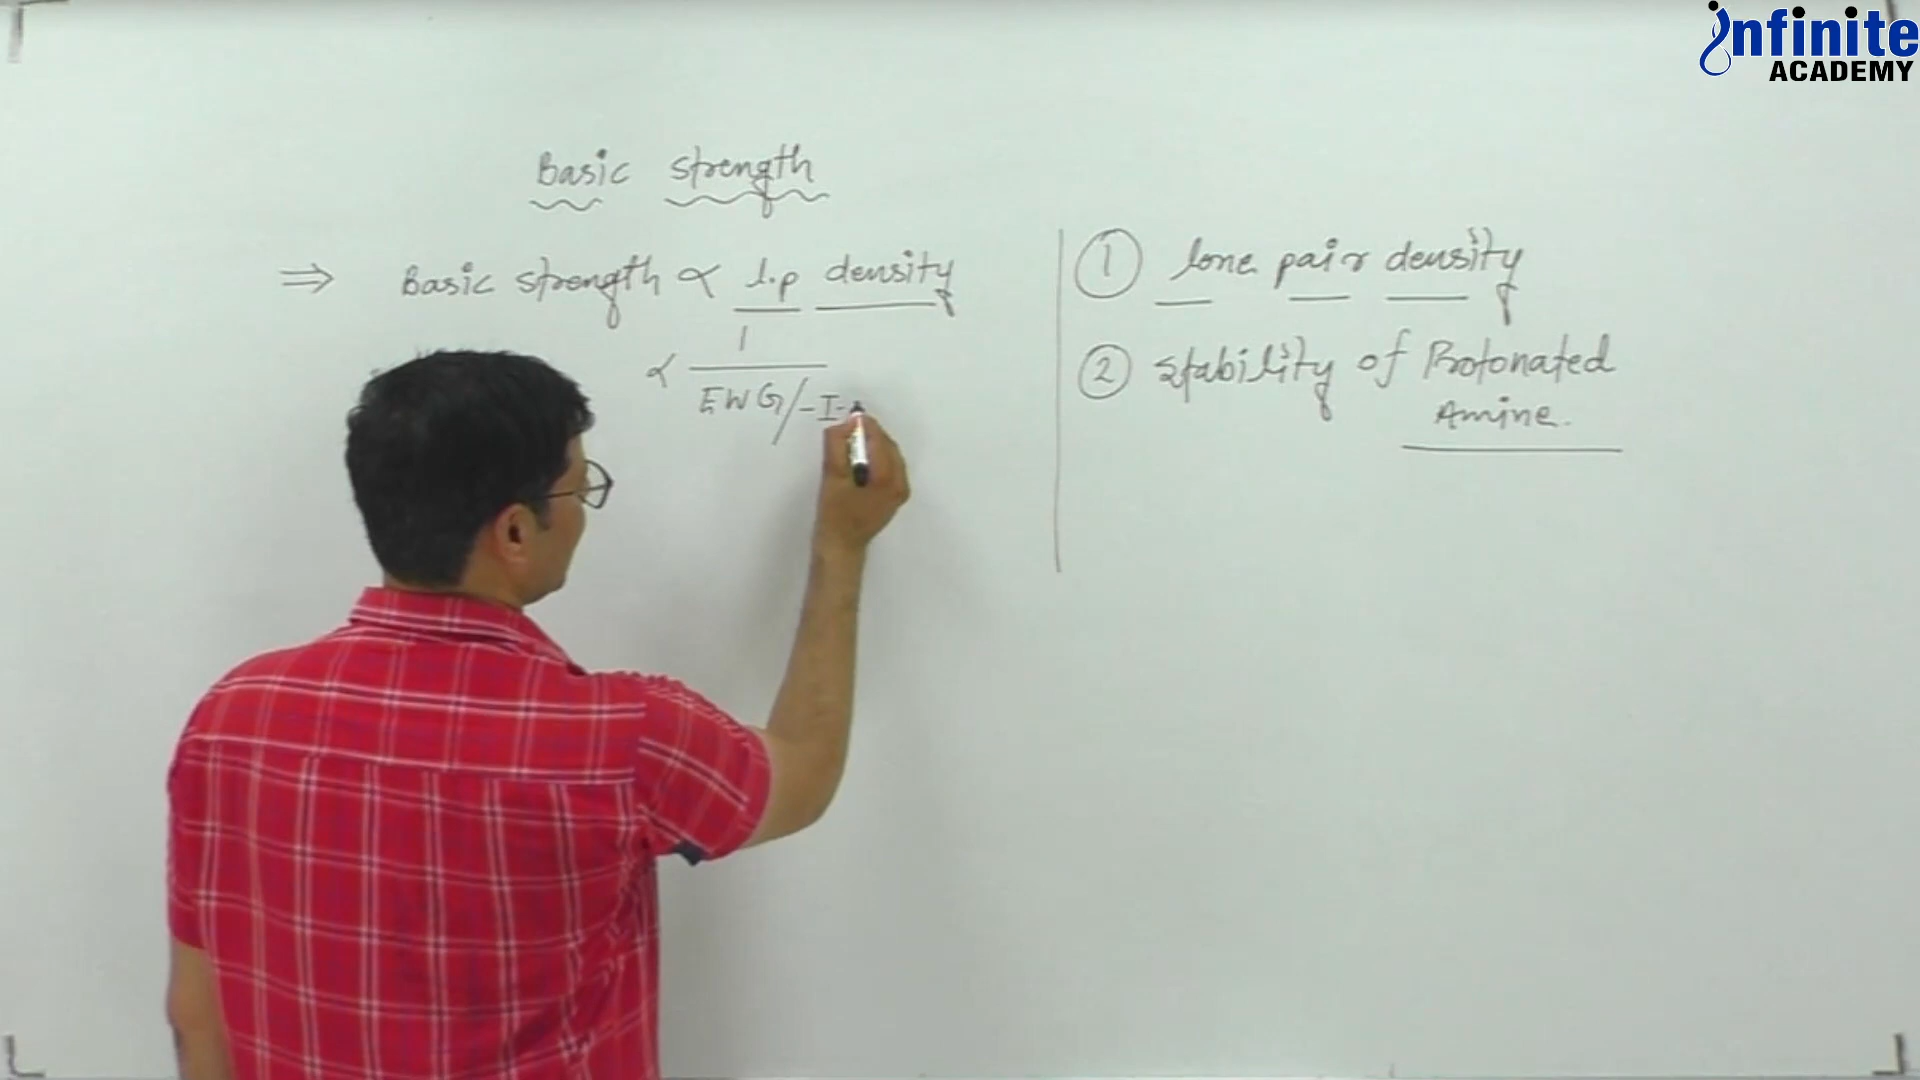 infinite
ACADEMY
Basic strength
⇒ Basic strength ∝ l.p density
∝ 1 / EWG/-I
① lone pair density
② stability of Protonated
Amine.